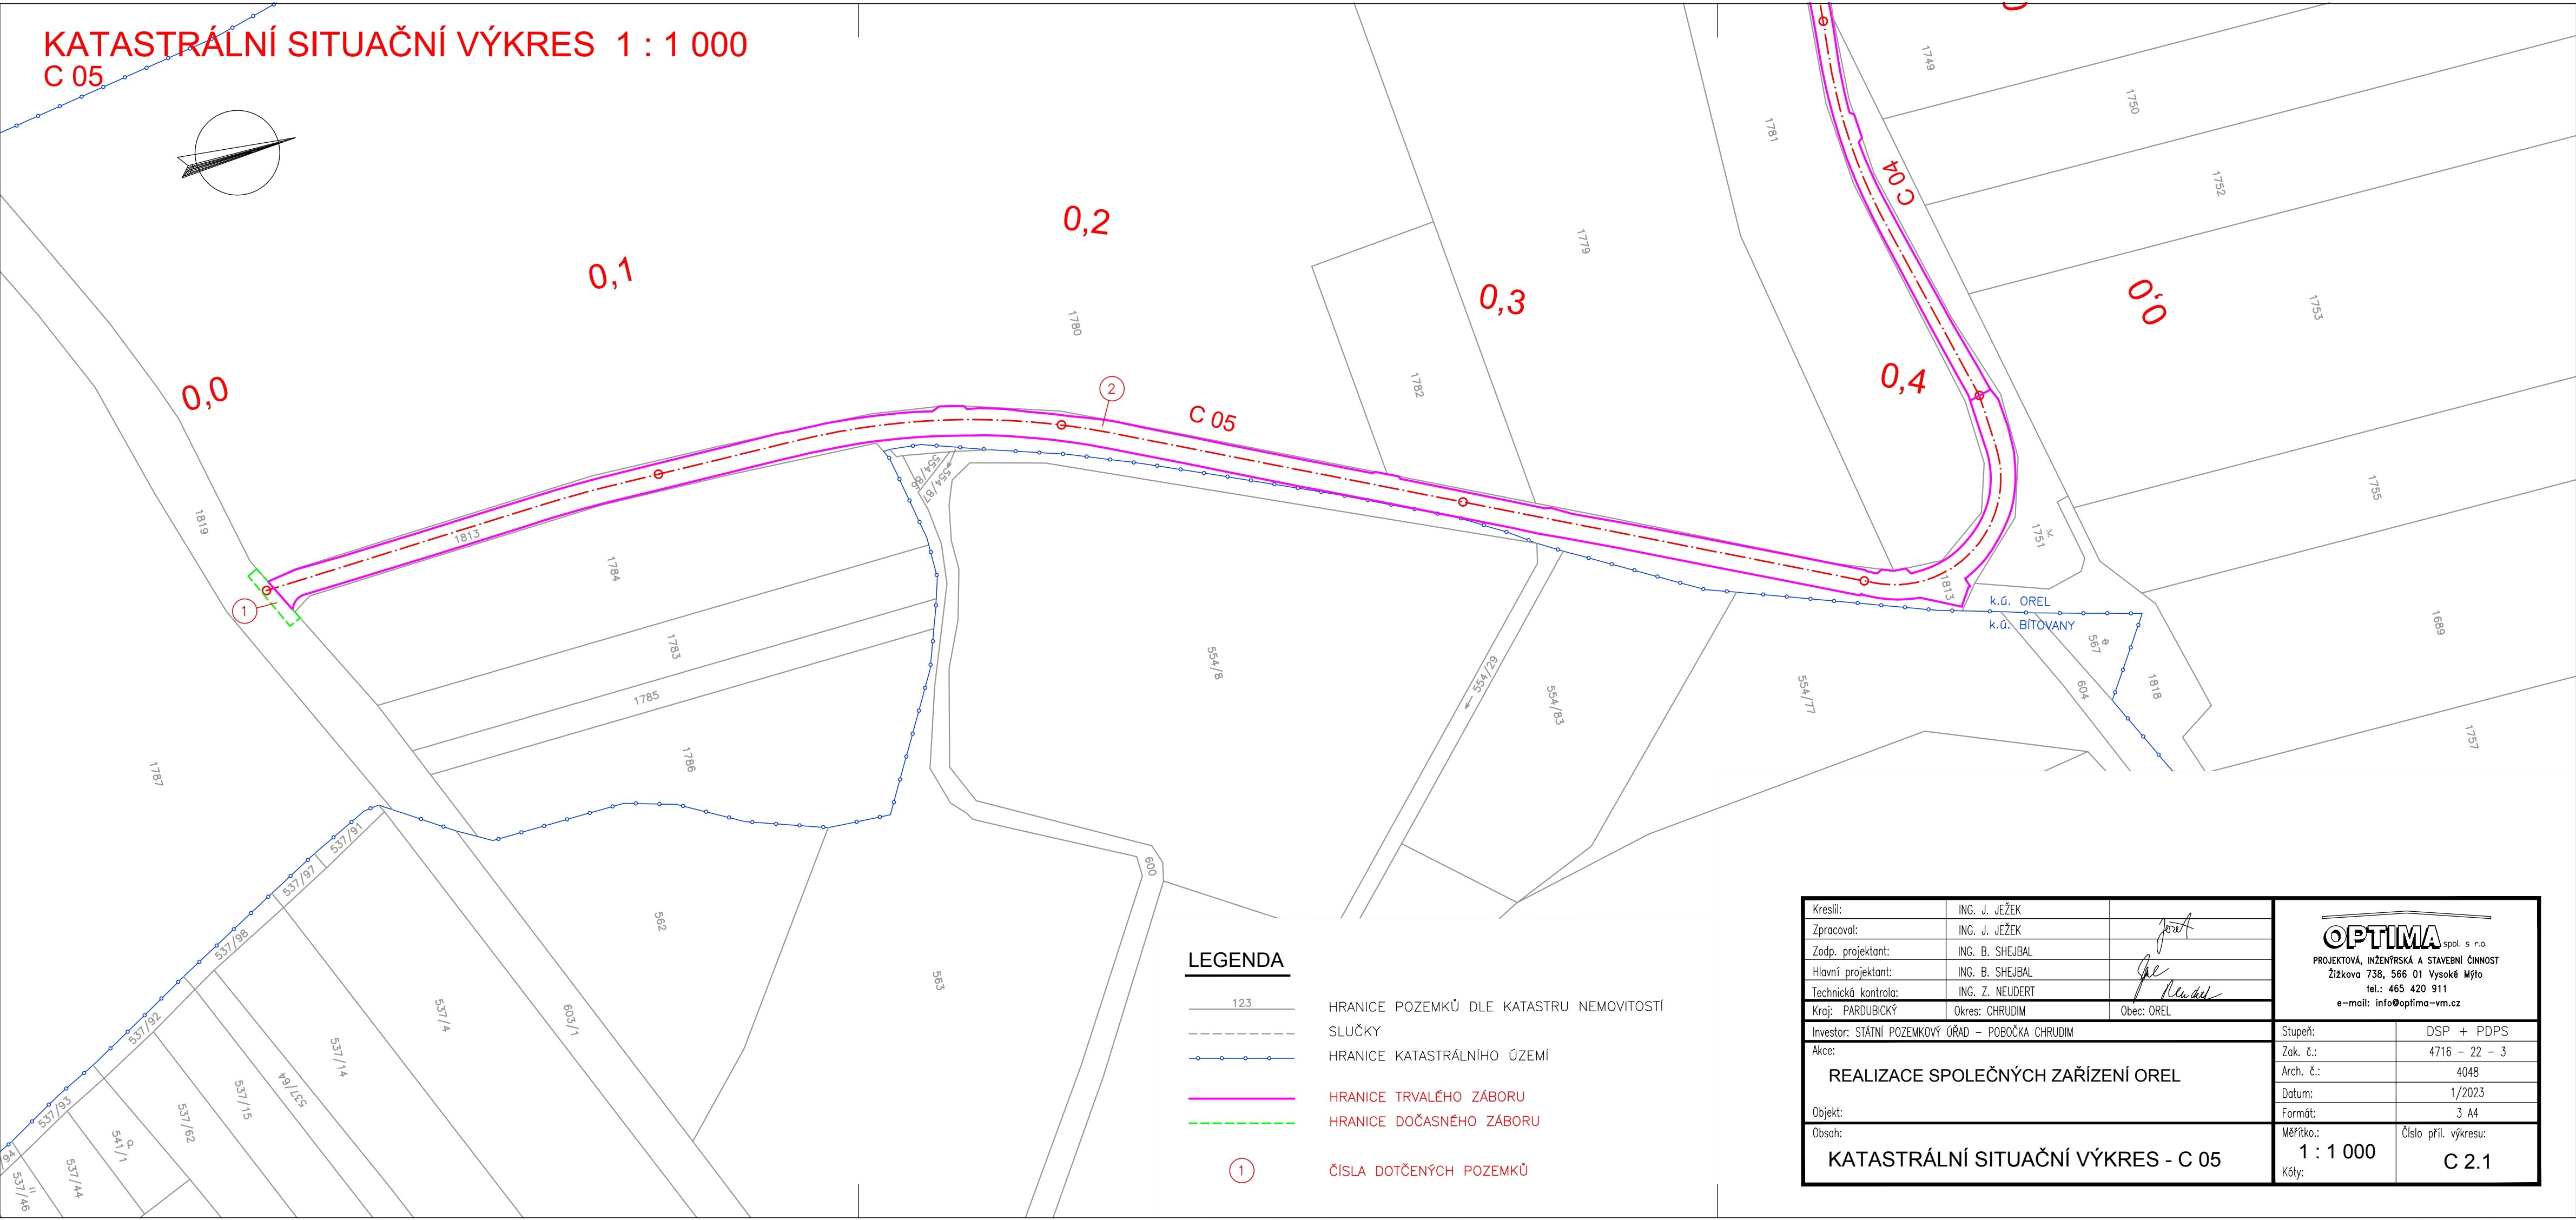 KATASTRÁLNÍ SITUAČNÍ VÝKRES 1 : 1 000
C 05
0,0
0,1
0,2
0,3
0,4
0,0
C 05
C 04
1
2
1819
1813
1784
1783
1785
1786
1787
1780
1782
1779
1781
1749
1750
1752
1753
1755
1751
1813
1689
1757
1818
567
604
k.ú. OREL
k.ú. BÍTOVANY
554/86
554/87
554/8
554/29
554/83
554/77
600
562
563
603/1
537/91
537/97
537/98
537/92
537/93
537/4
537/14
537/64
537/15
537/62
541/1
537/44
537/46
/94
LEGENDA
123
HRANICE POZEMKŮ DLE KATASTRU NEMOVITOSTÍ
SLUČKY
HRANICE KATASTRÁLNÍHO ÚZEMÍ
HRANICE TRVALÉHO ZÁBORU
HRANICE DOČASNÉHO ZÁBORU
1
ČÍSLA DOTČENÝCH POZEMKŮ
Kreslil: ING. J. JEŽEK
Zpracoval: ING. J. JEŽEK
Zodp. projektant: ING. B. SHEJBAL
Hlavní projektant: ING. B. SHEJBAL
Technická kontrola: ING. Z. NEUDERT
Kraj: PARDUBICKÝ Okres: CHRUDIM Obec: OREL
Investor: STÁTNÍ POZEMKOVÝ ÚŘAD – POBOČKA CHRUDIM
Akce:
REALIZACE SPOLEČNÝCH ZAŘÍZENÍ OREL
Objekt:
Obsah:
KATASTRÁLNÍ SITUAČNÍ VÝKRES - C 05
OPTIMA spol. s r.o.
PROJEKTOVÁ, INŽENÝRSKÁ A STAVEBNÍ ČINNOST
Žižkova 738, 566 01 Vysoké Mýto
tel.: 465 420 911
e-mail: info@optima-vm.cz
Stupeň: DSP + PDPS
Zak. č.: 4716 – 22 – 3
Arch. č.: 4048
Datum: 1/2023
Formát: 3 A4
Měřítko.:
1 : 1 000
Kóty:
Číslo příl. výkresu:
C 2.1